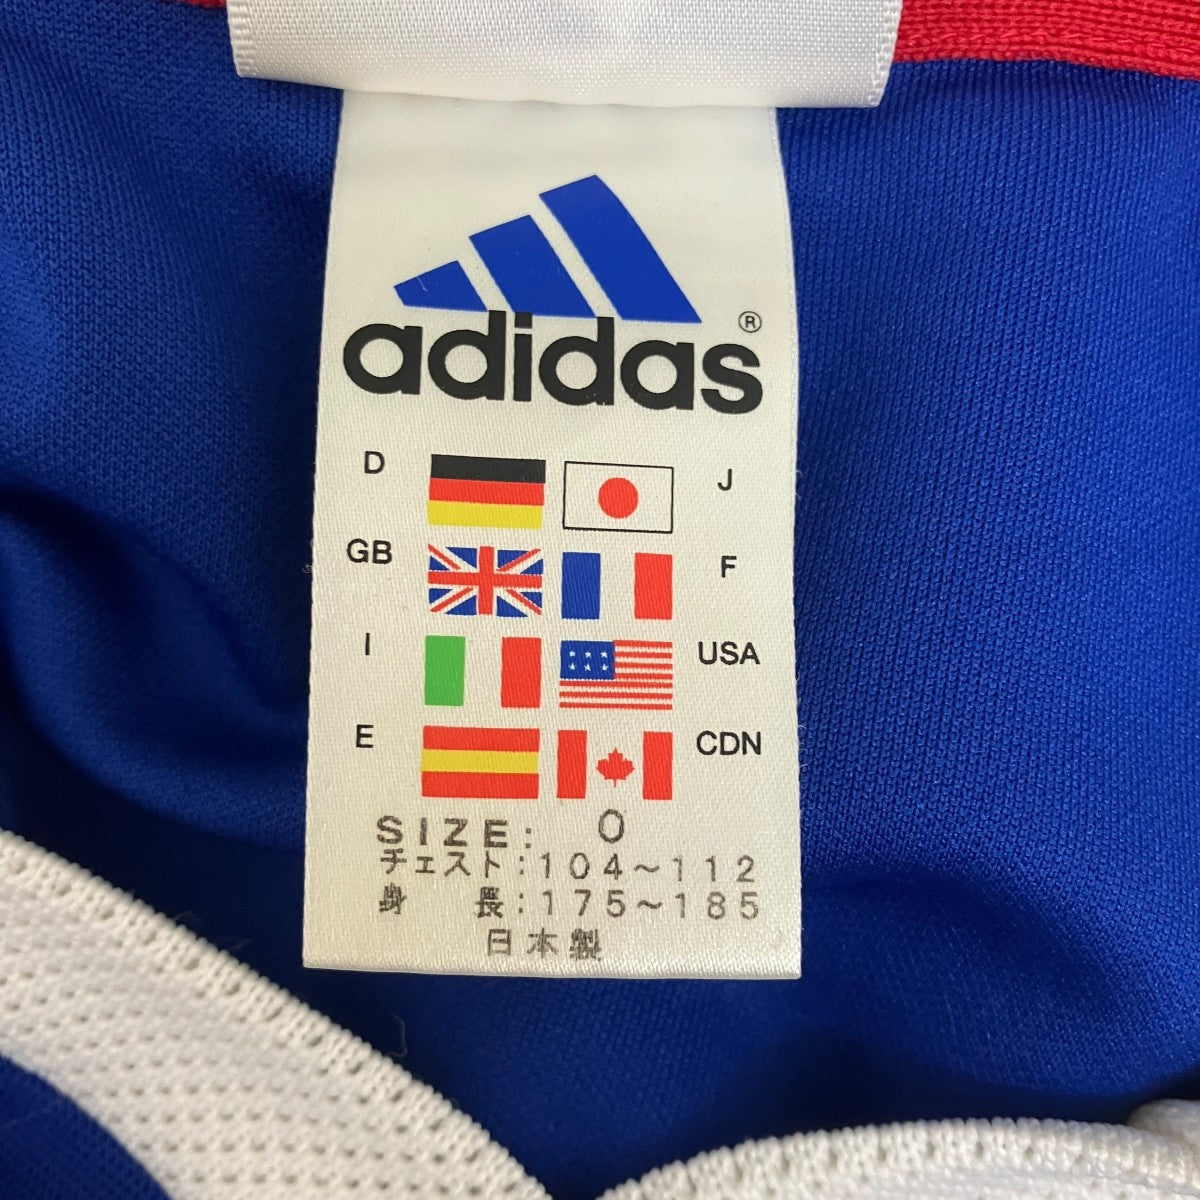 adidas®
D J
GB F
I USA
E CDN
SIZE: O
チェスト:104~112
身 長:175~185
日本製